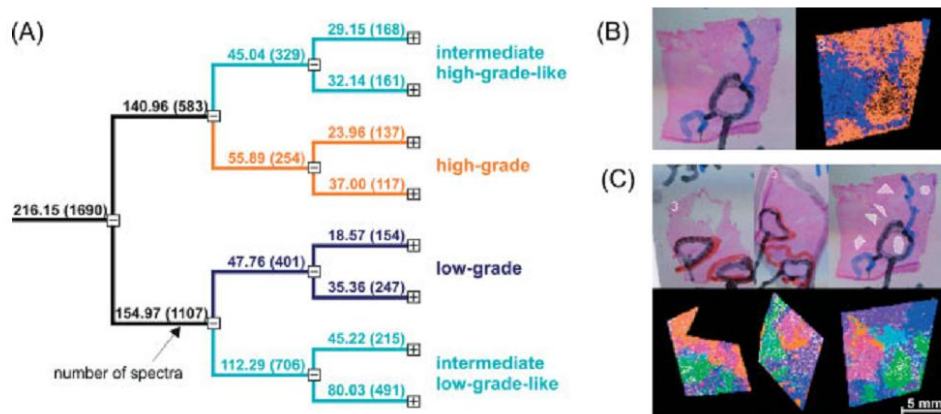 (A)
216.15 (1690)
140.96 (583)
45.04 (329)
29.15 (168)
32.14 (161)
intermediate
high-grade-like
55.89 (254)
23.96 (137)
37.00 (117)
high-grade
154.97 (1107)
47.76 (401)
18.57 (154)
35.36 (247)
low-grade
112.29 (706)
45.22 (215)
80.03 (491)
intermediate
low-grade-like
number of spectra
(B)
(C)
3
5 mm